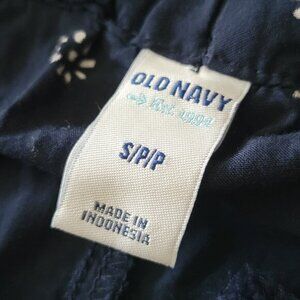 OLD NAVY
Est. 1994
S/P/P
MADE IN
INDONESIA